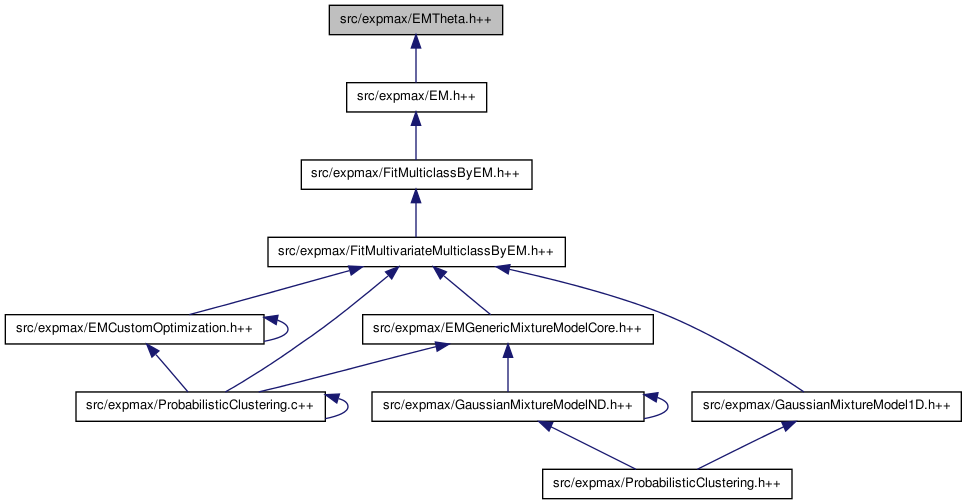 src/expmax/EMTheta.h++
src/expmax/EM.h++
src/expmax/FitMulticlassByEM.h++
src/expmax/FitMultivariateMulticlassByEM.h++
src/expmax/EMCustomOptimization.h++
src/expmax/EMGenericMixtureModelCore.h++
src/expmax/ProbabilisticClustering.c++
src/expmax/GaussianMixtureModelND.h++
src/expmax/GaussianMixtureModel1D.h++
src/expmax/ProbabilisticClustering.h++